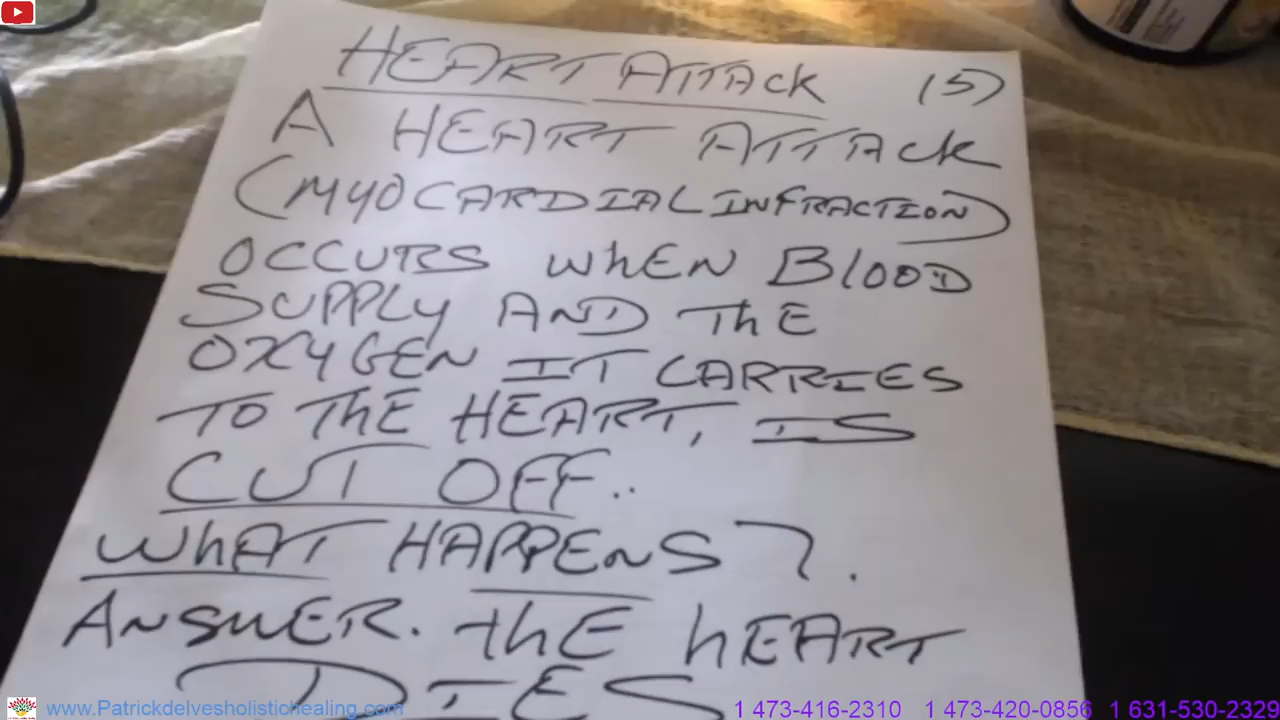 HEART ATTACK (5)
A HEART ATTACK
(MYOCARDIAL INFRACTION)
OCCURS WHEN BLOOD
SUPPLY AND THE
OXYGEN IT CARRIES
TO THE HEART, IS
CUT OFF..
WHAT HAPPENS?
ANSWER. THE HEART
DIES
www.Patrickdelvesholistichealing.com
1 473-416-2310 1 473-420-0856 1 631-530-2329